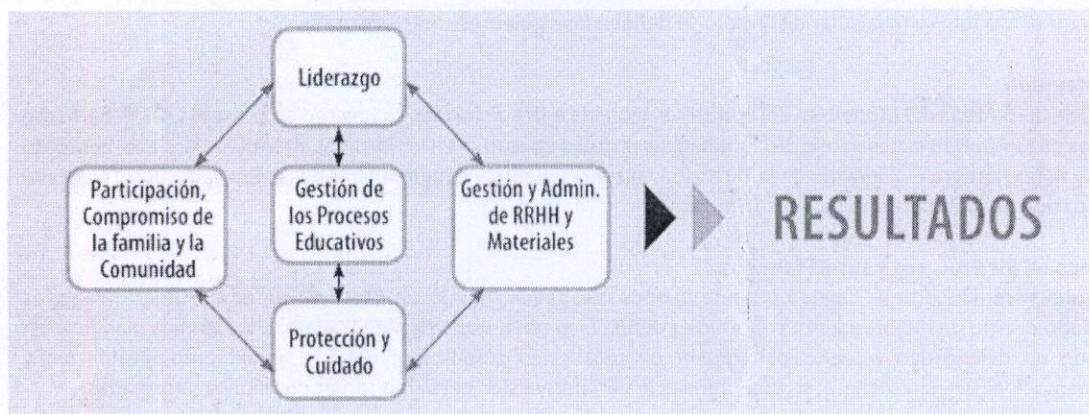 Liderazgo
Participación,
Compromiso de
la familia y la
Comunidad
Gestión de
los Procesos
Educativos
Gestión y Admin.
de RRHH y
Materiales
Protección y
Cuidado
RESULTADOS